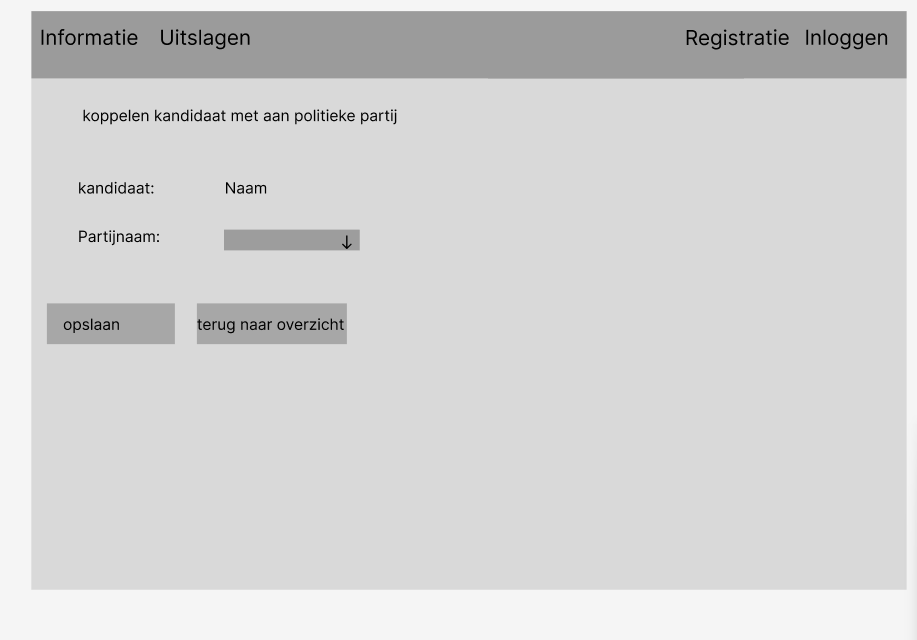 Informatie Uitslagen Registratie Inloggen
koppelen kandidaat met aan politieke partij
kandidaat: Naam
Partijnaam: ↓
opslaan terug naar overzicht